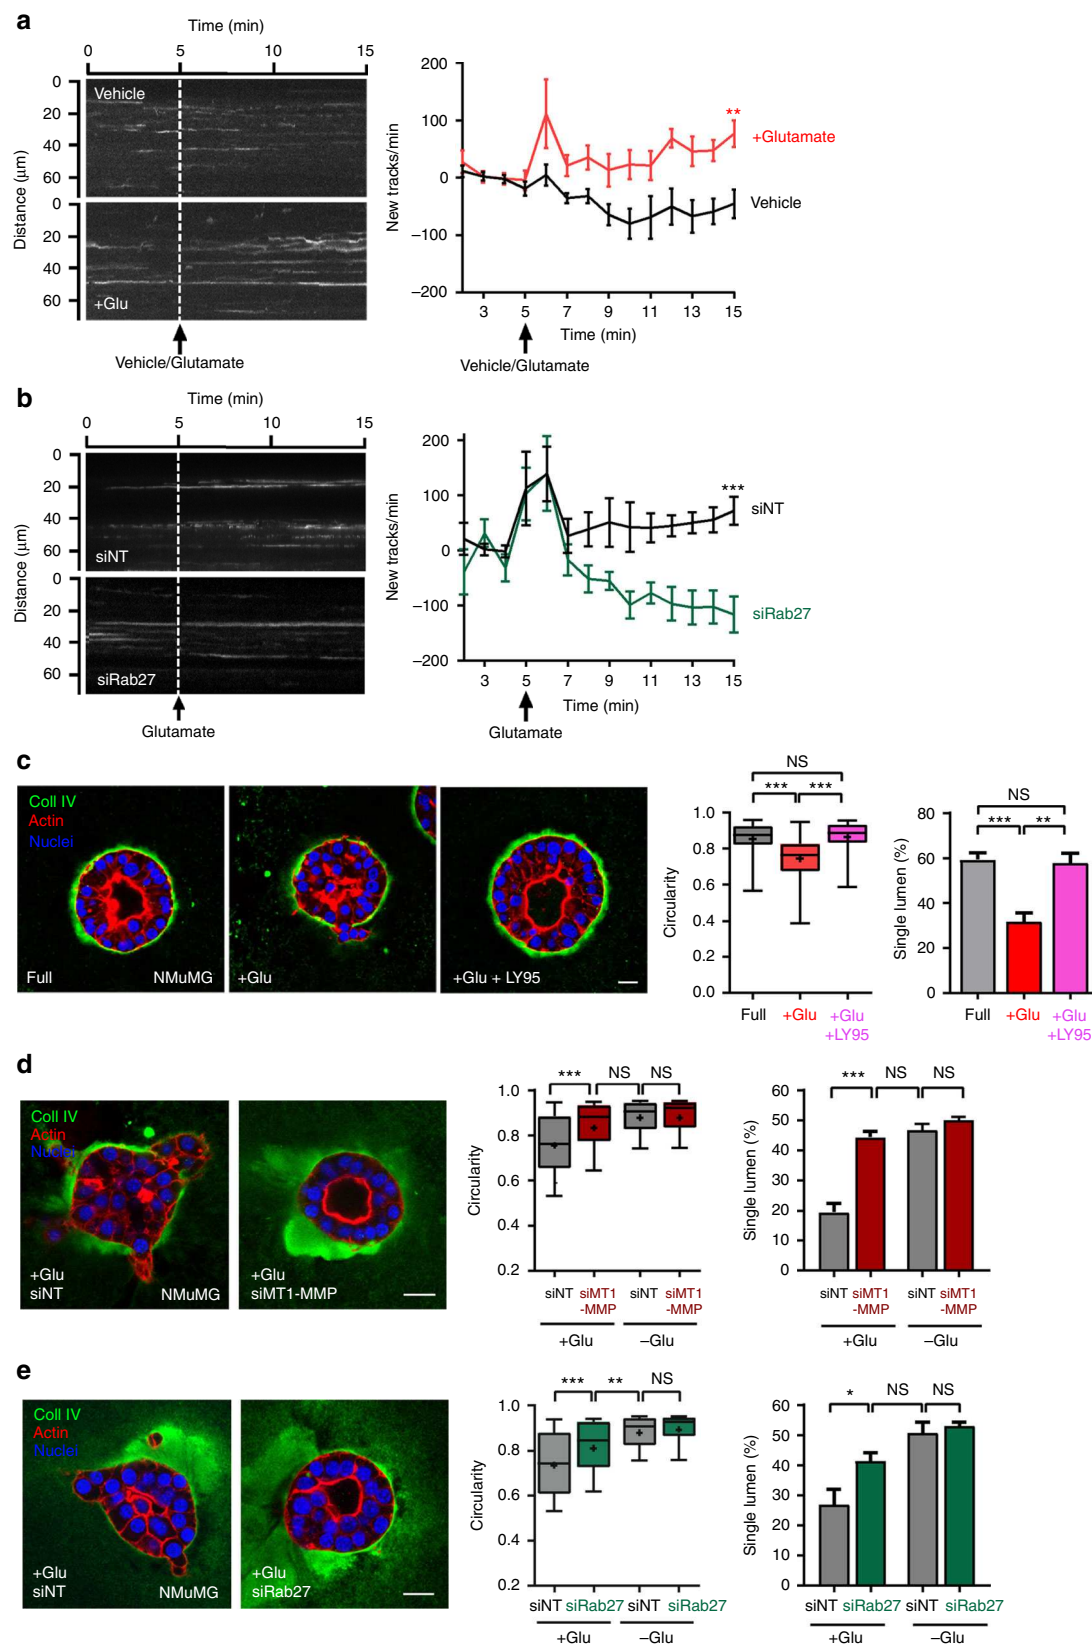 a
Time (min)
0 5 10 15
Distance (μm)
0
20
40
60
Vehicle
0
20
40
60
+Glu
Vehicle/Glutamate
New tracks/min
200
100
0
−100
−200
**
+Glutamate
Vehicle
3 5 7 9 11 13 15
Time (min)
Vehicle/Glutamate
b
Time (min)
0 5 10 15
Distance (μm)
0
20
40
60
siNT
0
20
40
60
siRab27
Glutamate
New tracks/min
200
100
0
−100
−200
***
siNT
siRab27
3 5 7 9 11 13 15
Time (min)
Glutamate
c
Coll IV
Actin
Nuclei
Full NMuMG
+Glu
+Glu + LY95
NS
*** ***
Circularity
1.0
0.8
0.6
0.4
0.2
0.0
Full +Glu +Glu
+LY95
NS
*** **
Single lumen (%)
80
60
40
20
0
Full +Glu +Glu
+LY95
d
Coll IV
Actin
Nuclei
+Glu
siNT NMuMG
+Glu
siMT1-MMP
*** NS NS
Circularity
1.0
0.8
0.6
0.4
0.2
siNT siMT1 siNT siMT1
-MMP -MMP
+Glu −Glu
*** NS NS
Single lumen (%)
60
50
40
30
20
10
0
siNT siMT1 siNT siMT1
-MMP -MMP
+Glu −Glu
e
Coll IV
Actin
Nuclei
+Glu
siNT NMuMG
+Glu
siRab27
*** ** NS
Circularity
1.0
0.8
0.6
0.4
0.2
siNT siRab27 siNT siRab27
+Glu −Glu
* NS NS
Single lumen (%)
60
50
40
30
20
10
0
siNT siRab27 siNT siRab27
+Glu −Glu